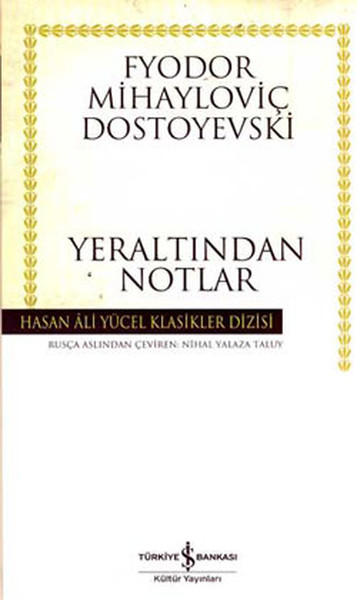 FYODOR
MİHAYLOVİÇ
DOSTOYEVSKİ
YERALTINDAN
NOTLAR
HASAN ÂLİ YÜCEL KLASİKLER DİZİSİ
RUSÇA ASLINDAN ÇEVİREN: NİHAL YALAZA TALUY
TÜRKİYE İŞ BANKASI
Kültür Yayınları